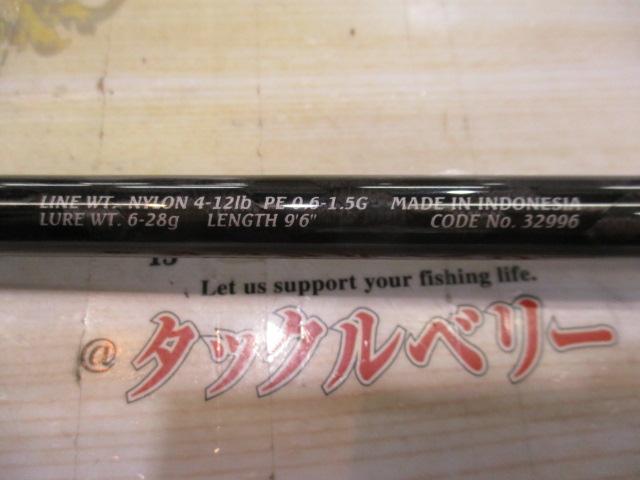 LINE WT. NYLON 4-12lb PE 0.6-1.5G MADE IN INDONESIA
LURE WT. 6-28g LENGTH 9'6" CODE No. 32996
Let us support your fishing life.
@タックルベリー